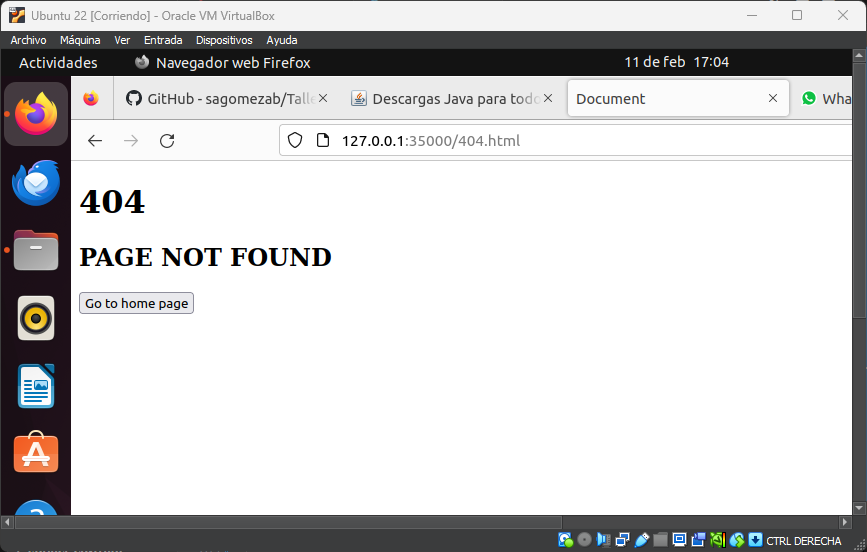 Ubuntu 22 [Corriendo] - Oracle VM VirtualBox
Archivo Máquina Ver Entrada Dispositivos Ayuda
Actividades Navegador web Firefox 11 de feb 17:04
GitHub - sagomezab/Talle Descargas Java para todo Document Wha
127.0.0.1:35000/404.html
404
PAGE NOT FOUND
Go to home page
CTRL DERECHA